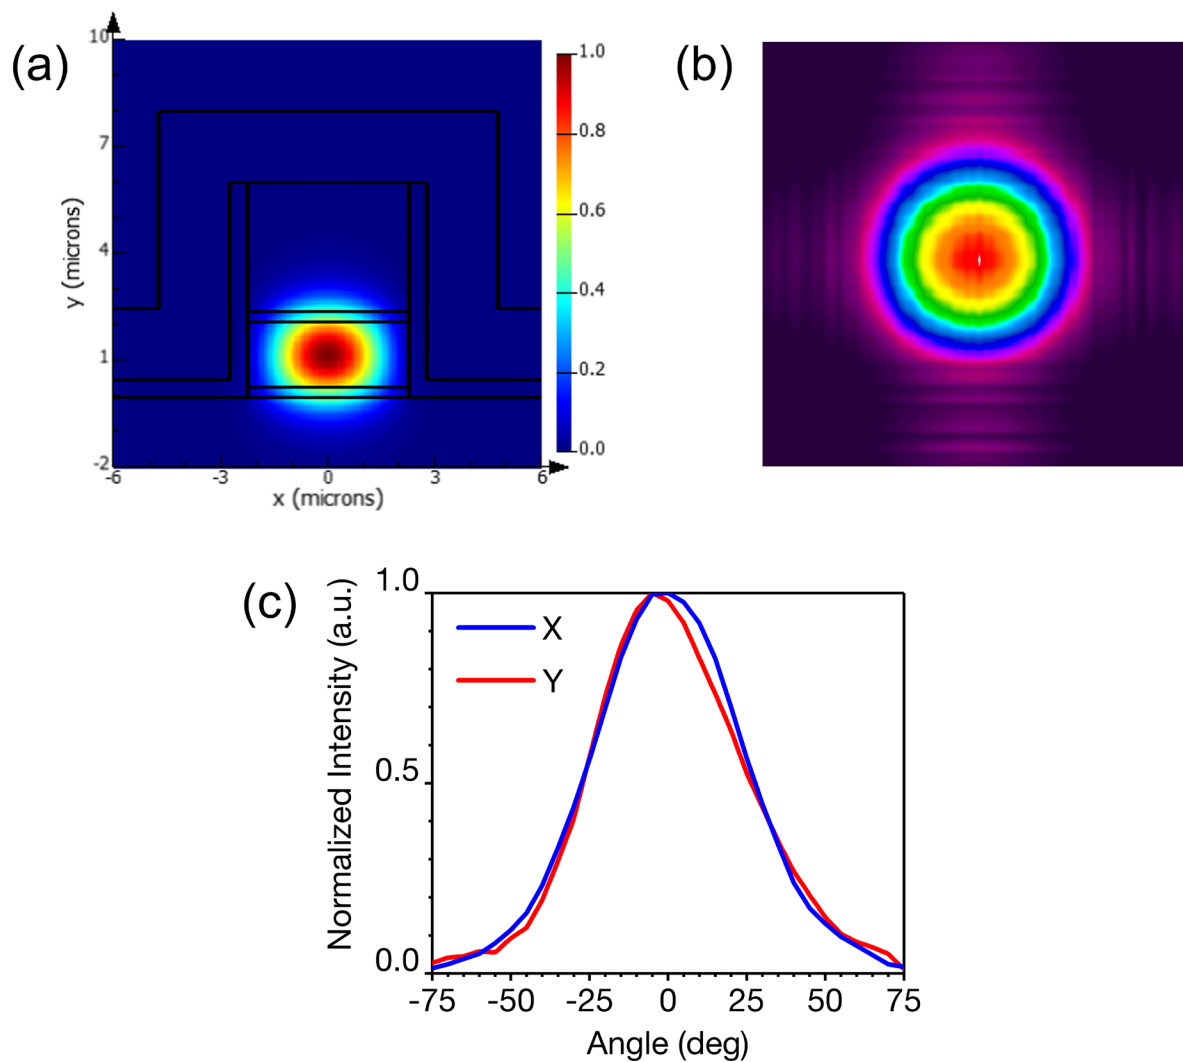 (a)
10
7
4
1
-2
y (microns)
-6 -3 0 3 6
x (microns)
1.0
0.8
0.6
0.4
0.2
0.0
(b)
(c)
Normalized Intensity (a.u.)
1.0
0.5
0.0
X
Y
-75 -50 -25 0 25 50 75
Angle (deg)